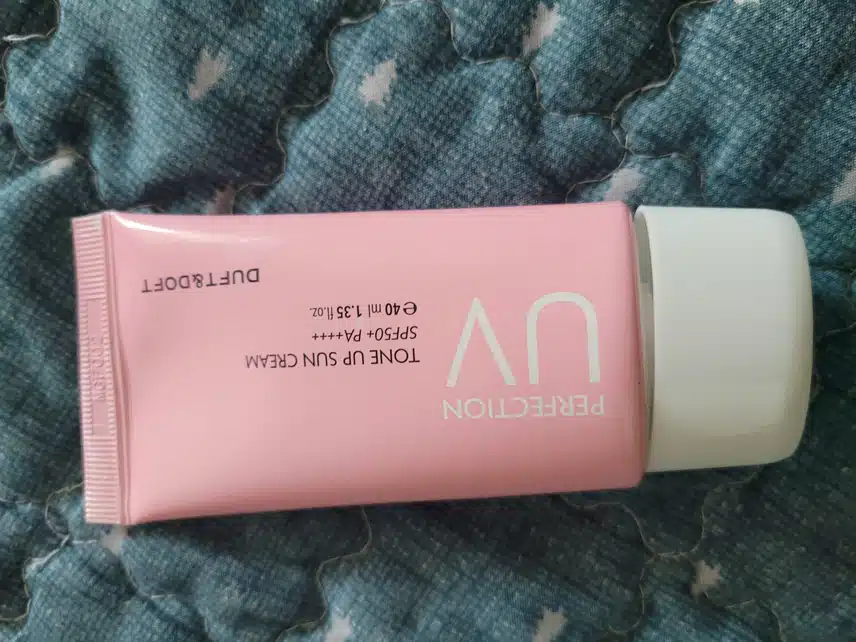 PERFECTION
UV
TONE UP SUN CREAM
SPF50+ PA++++
℮ 40 ml 1.35 fl.oz.
DUFT&DOFT